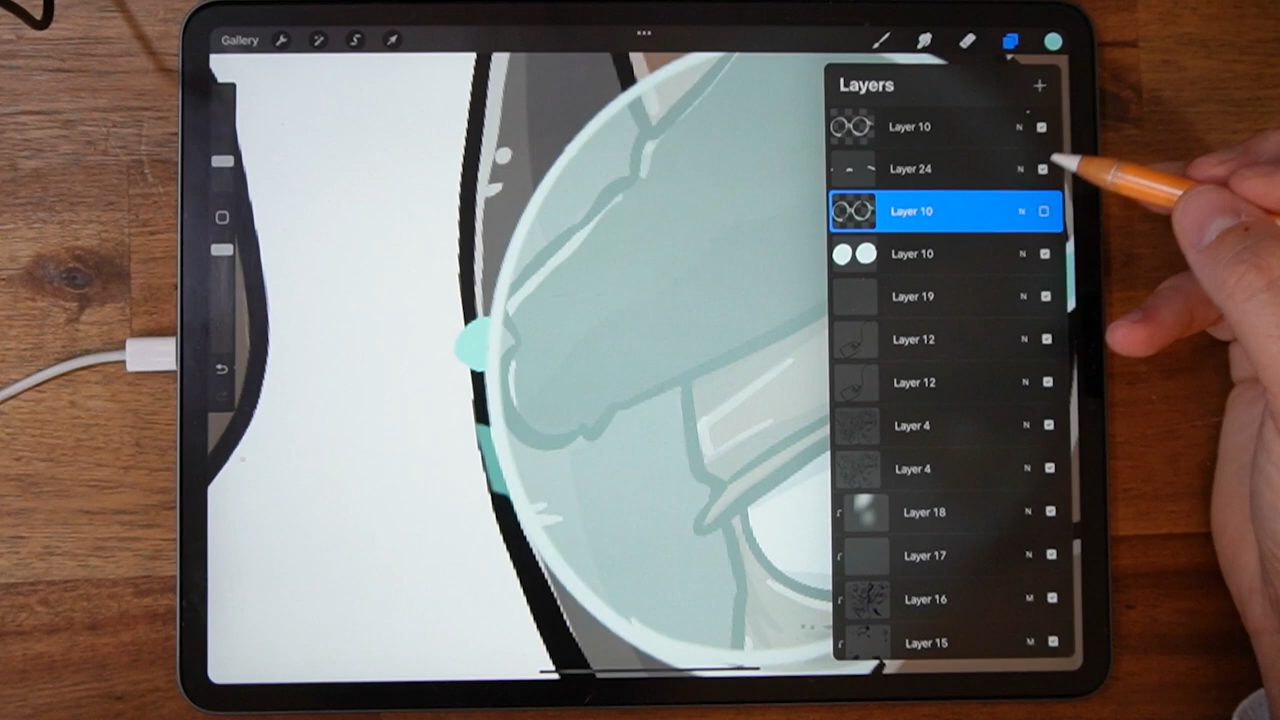 Gallery
Layers
Layer 10 N
Layer 24 N
Layer 10 N
Layer 10 N
Layer 19 N
Layer 12 N
Layer 12 N
Layer 4 N
Layer 4 N
Layer 18 N
Layer 17 N
Layer 16 M
Layer 15 M